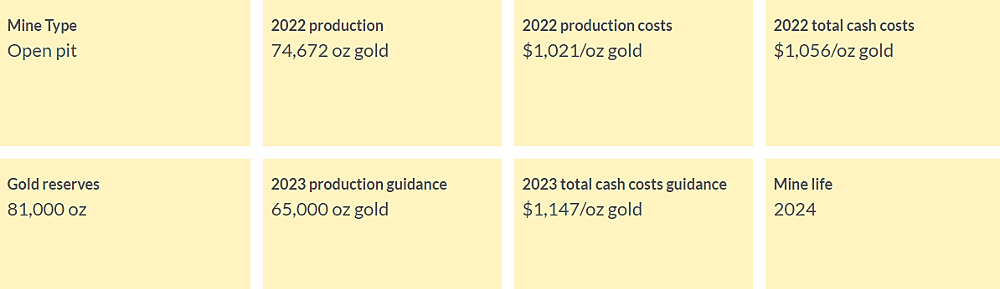 Mine Type
Open pit
2022 production
74,672 oz gold
2022 production costs
$1,021/oz gold
2022 total cash costs
$1,056/oz gold
Gold reserves
81,000 oz
2023 production guidance
65,000 oz gold
2023 total cash costs guidance
$1,147/oz gold
Mine life
2024